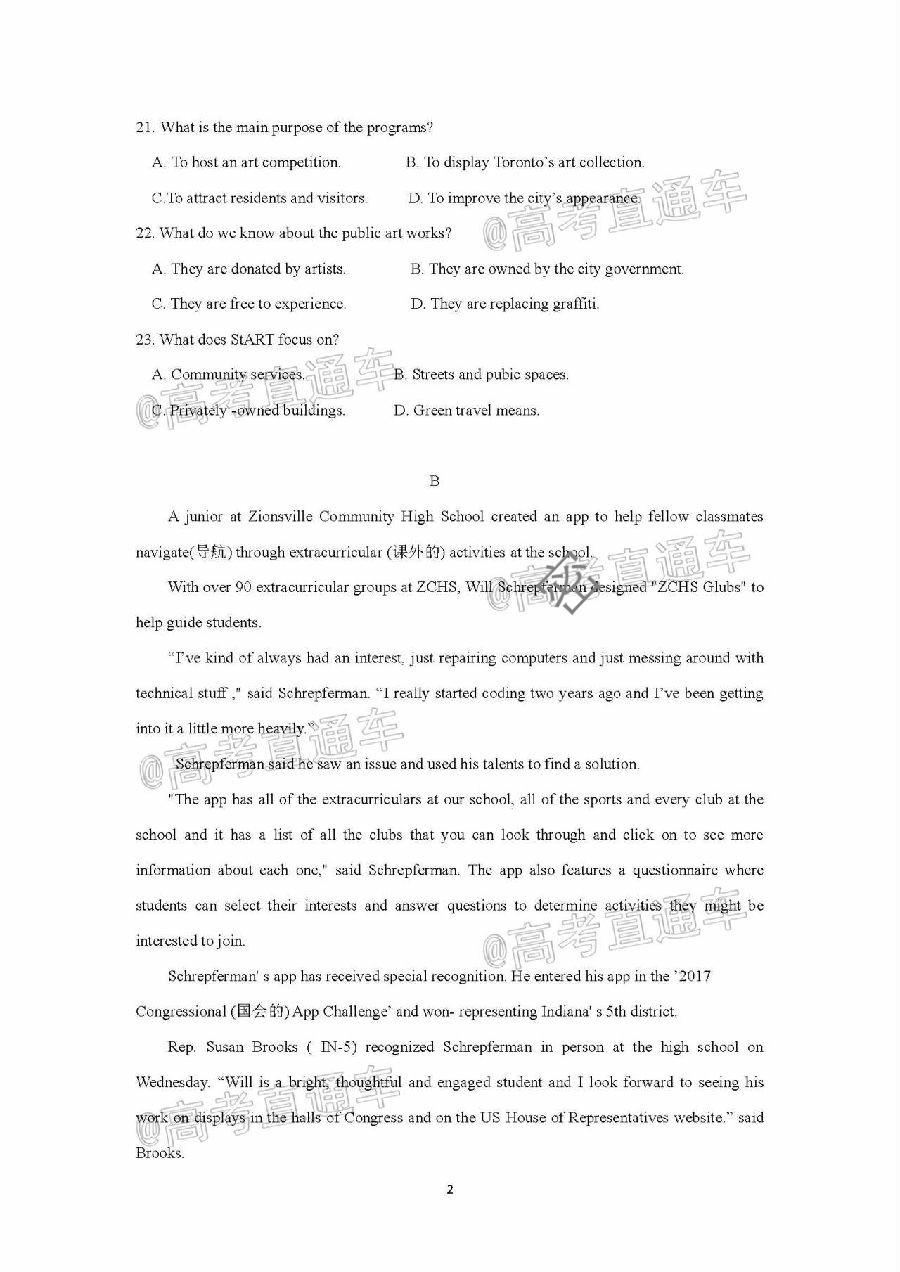 21. What is the main purpose of the programs?
A. To host an art competition. B. To display Toronto's art collection.
C.To attract residents and visitors. D. To improve the city's appearance.
@高考直通车
22. What do we know about the public art works?
A. They are donated by artists. B. They are owned by the city government.
C. They are free to experience. D. They are replacing graffiti.
23. What does StART focus on?
A. Community services. B. Streets and pubic spaces.
@高考直通车
C. Privately -owned buildings. D. Green travel means.
B
A junior at Zionsville Community High School created an app to help fellow classmates
navigate(导航) through extracurricular (课外的) activities at the school.
@高考直通车
With over 90 extracurricular groups at ZCHS, Will Schrepferman designed "ZCHS Glubs" to
help guide students.
“I've kind of always had an interest, just repairing computers and just messing around with
technical stuff ," said Schrepferman. “I really started coding two years ago and I've been getting
into it a little more heavily.”
@高考直通车
Schrepferman said he saw an issue and used his talents to find a solution.
"The app has all of the extracurriculars at our school, all of the sports and every club at the
school and it has a list of all the clubs that you can look through and click on to see more
information about each one," said Schrepferman. The app also features a questionnaire where
students can select their interests and answer questions to determine activities they might be
interested to join.
@高考直通车
Schrepferman' s app has received special recognition. He entered his app in the ’2017
Congressional (国会的) App Challenge’ and won- representing Indiana' s 5th district.
Rep. Susan Brooks ( IN-5) recognized Schrepferman in person at the high school on
Wednesday. “Will is a bright, thoughtful and engaged student and I look forward to seeing his
work on displays in the halls of Congress and on the US House of Representatives website.” said
@高考直通车
Brooks.
2